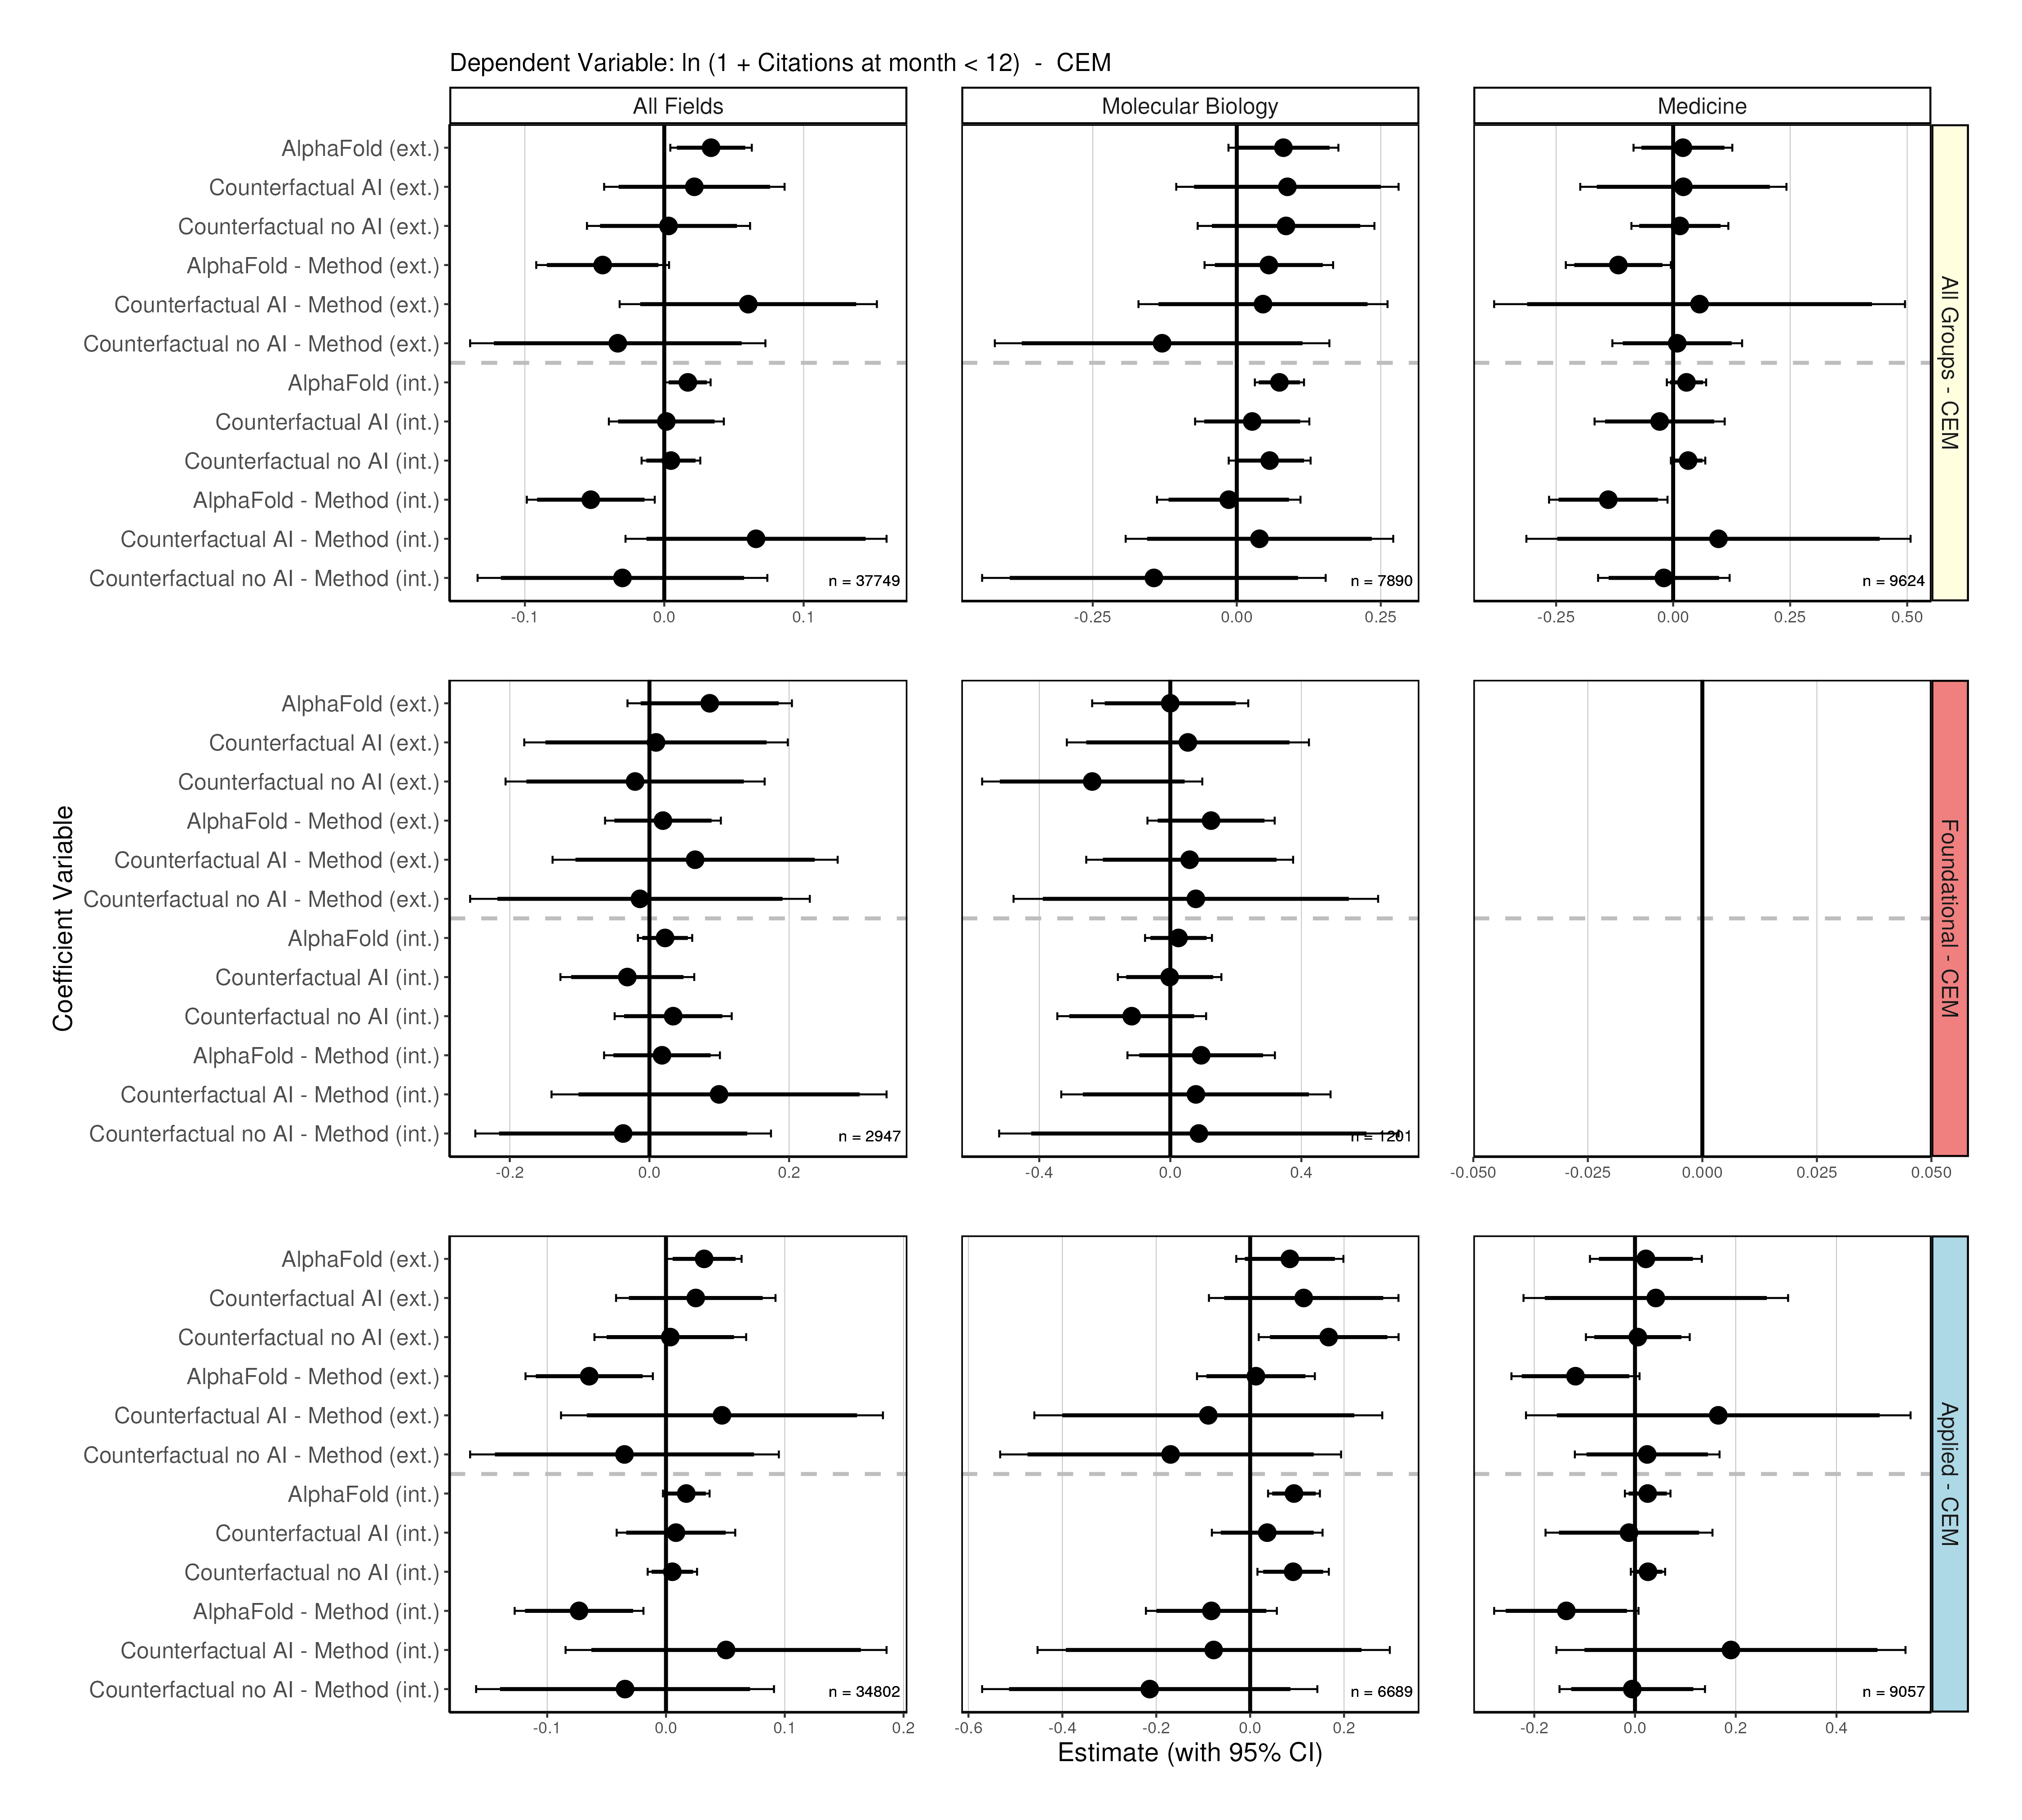 Dependent Variable: ln (1 + Citations at month < 12)  -  CEM
All Fields
Molecular Biology
Medicine
AlphaFold (ext.)
Counterfactual AI (ext.)
Counterfactual no AI (ext.)
AlphaFold - Method (ext.)
Counterfactual AI - Method (ext.)
Counterfactual no AI - Method (ext.)
AlphaFold (int.)
Counterfactual AI (int.)
Counterfactual no AI (int.)
AlphaFold - Method (int.)
Counterfactual AI - Method (int.)
Counterfactual no AI - Method (int.)
n = 37749
n = 7890
n = 9624
All Groups - CEM
-0.1 0.0 0.1
-0.25 0.00 0.25
-0.25 0.00 0.25 0.50
Coefficient Variable
AlphaFold (ext.)
Counterfactual AI (ext.)
Counterfactual no AI (ext.)
AlphaFold - Method (ext.)
Counterfactual AI - Method (ext.)
Counterfactual no AI - Method (ext.)
AlphaFold (int.)
Counterfactual AI (int.)
Counterfactual no AI (int.)
AlphaFold - Method (int.)
Counterfactual AI - Method (int.)
Counterfactual no AI - Method (int.)
n = 2947
n = 1201
Foundational - CEM
-0.2 0.0 0.2
-0.4 0.0 0.4
-0.050 -0.025 0.000 0.025 0.050
AlphaFold (ext.)
Counterfactual AI (ext.)
Counterfactual no AI (ext.)
AlphaFold - Method (ext.)
Counterfactual AI - Method (ext.)
Counterfactual no AI - Method (ext.)
AlphaFold (int.)
Counterfactual AI (int.)
Counterfactual no AI (int.)
AlphaFold - Method (int.)
Counterfactual AI - Method (int.)
Counterfactual no AI - Method (int.)
n = 34802
n = 6689
n = 9057
Applied - CEM
-0.1 0.0 0.1 0.2
-0.6 -0.4 -0.2 0.0 0.2
-0.2 0.0 0.2 0.4
Estimate (with 95% CI)